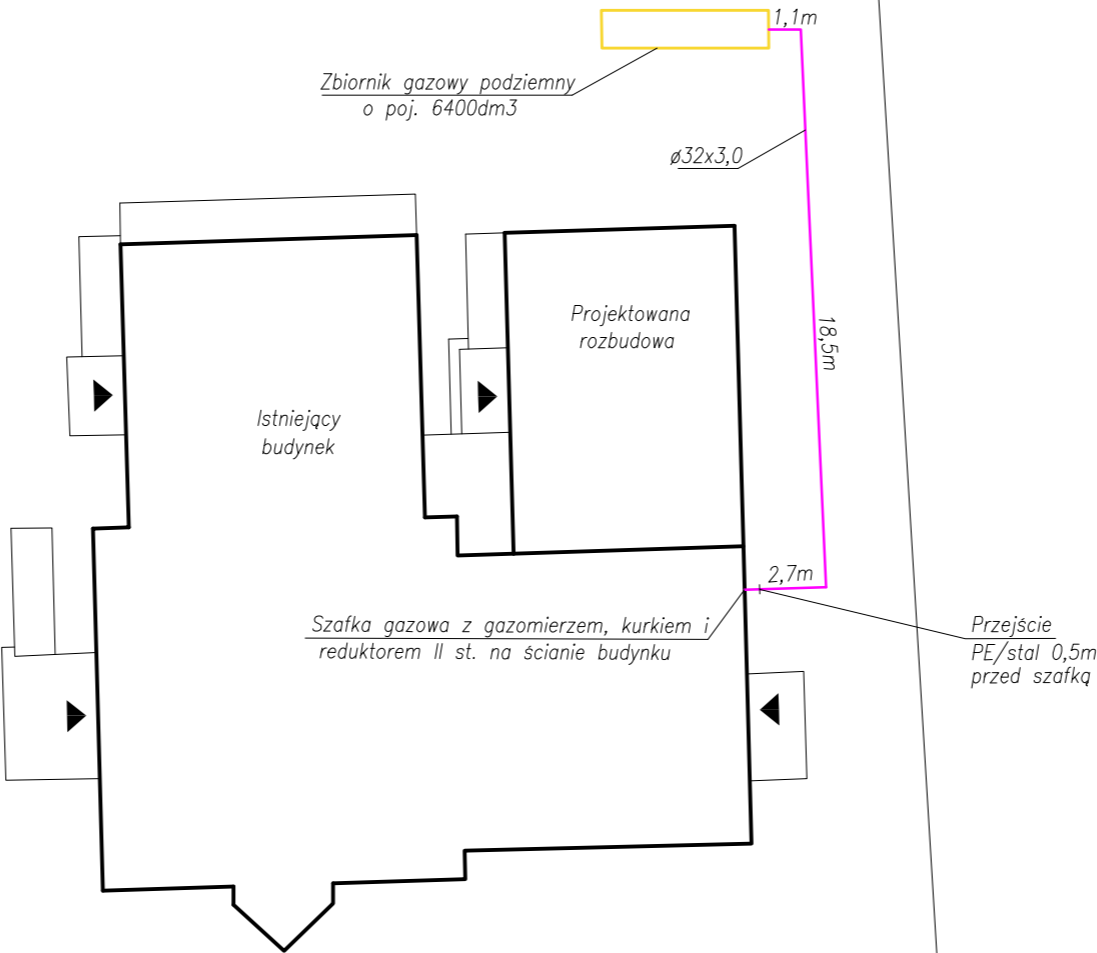 1,1m
Zbiornik gazowy podziemny
o poj. 6400dm3
ø32x3,0
Projektowana
rozbudowa
18,5m
Istniejący
budynek
2,7m
Szafka gazowa z gazomierzem, kurkiem i
reduktorem II st. na ścianie budynku
Przejście
PE/stal 0,5m
przed szafką